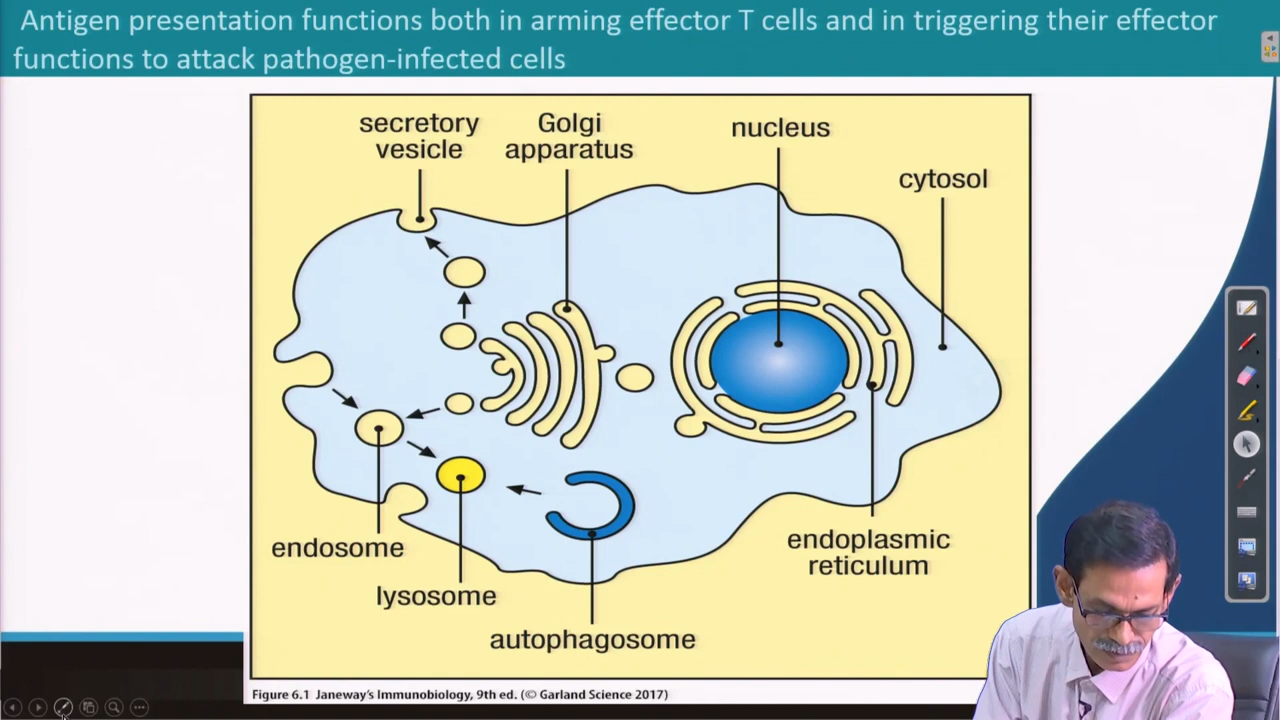 Antigen presentation functions both in arming effector T cells and in triggering their effector
functions to attack pathogen-infected cells
secretory
vesicle
Golgi
apparatus
nucleus
cytosol
endosome
lysosome
autophagosome
endoplasmic
reticulum
Figure 6.1 Janeway's Immunobiology, 9th ed. (© Garland Science 2017)